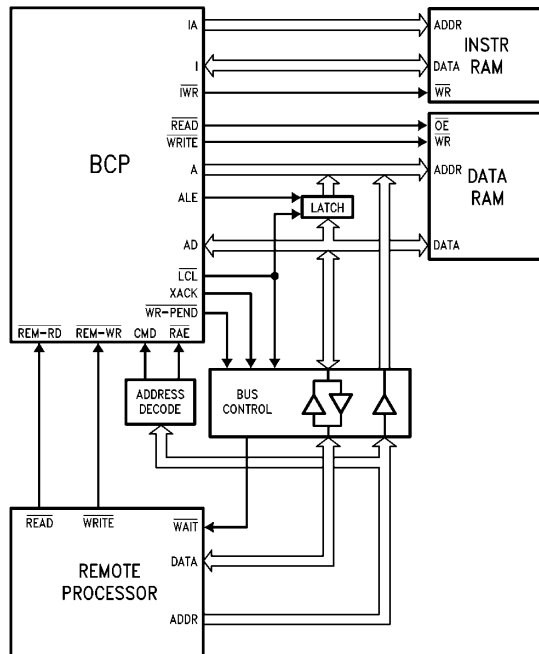 IA
ADDR
INSTR
RAM
I
DATA
IWR
WR
READ
OE
WRITE
WR
BCP
A
ADDR
DATA
RAM
ALE
LATCH
AD
DATA
LCL
XACK
WR-PEND
REM-RD
REM-WR
CMD
RAE
ADDRESS
DECODE
BUS
CONTROL
READ
WRITE
WAIT
REMOTE
PROCESSOR
DATA
ADDR